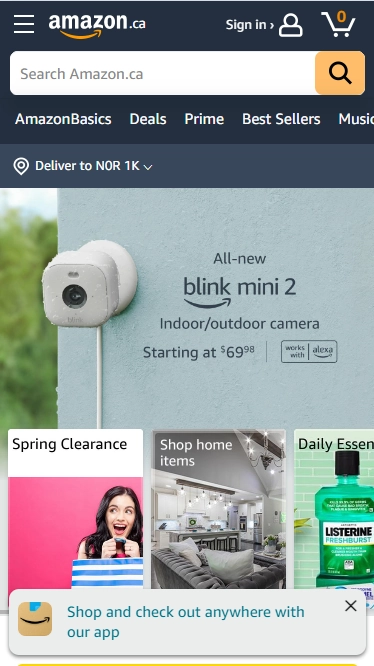 amazon.ca
Sign in ›
0
Search Amazon.ca
AmazonBasics Deals Prime Best Sellers Music
Deliver to N0R 1K
All-new
blink mini 2
Indoor/outdoor camera
Starting at $69⁹⁸
works with alexa
blink
Spring Clearance
Shop home
items
Daily Essen
LISTERINE
FRESHBURST
Shop and check out anywhere with
our app